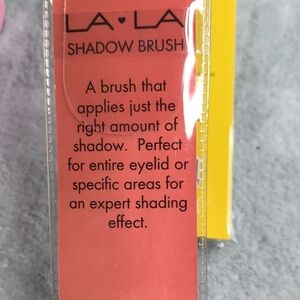 LA♥LA
SHADOW BRUSH
A brush that
applies just the
right amount of
shadow. Perfect
for entire eyelid or
specific areas for
an expert shading
effect.